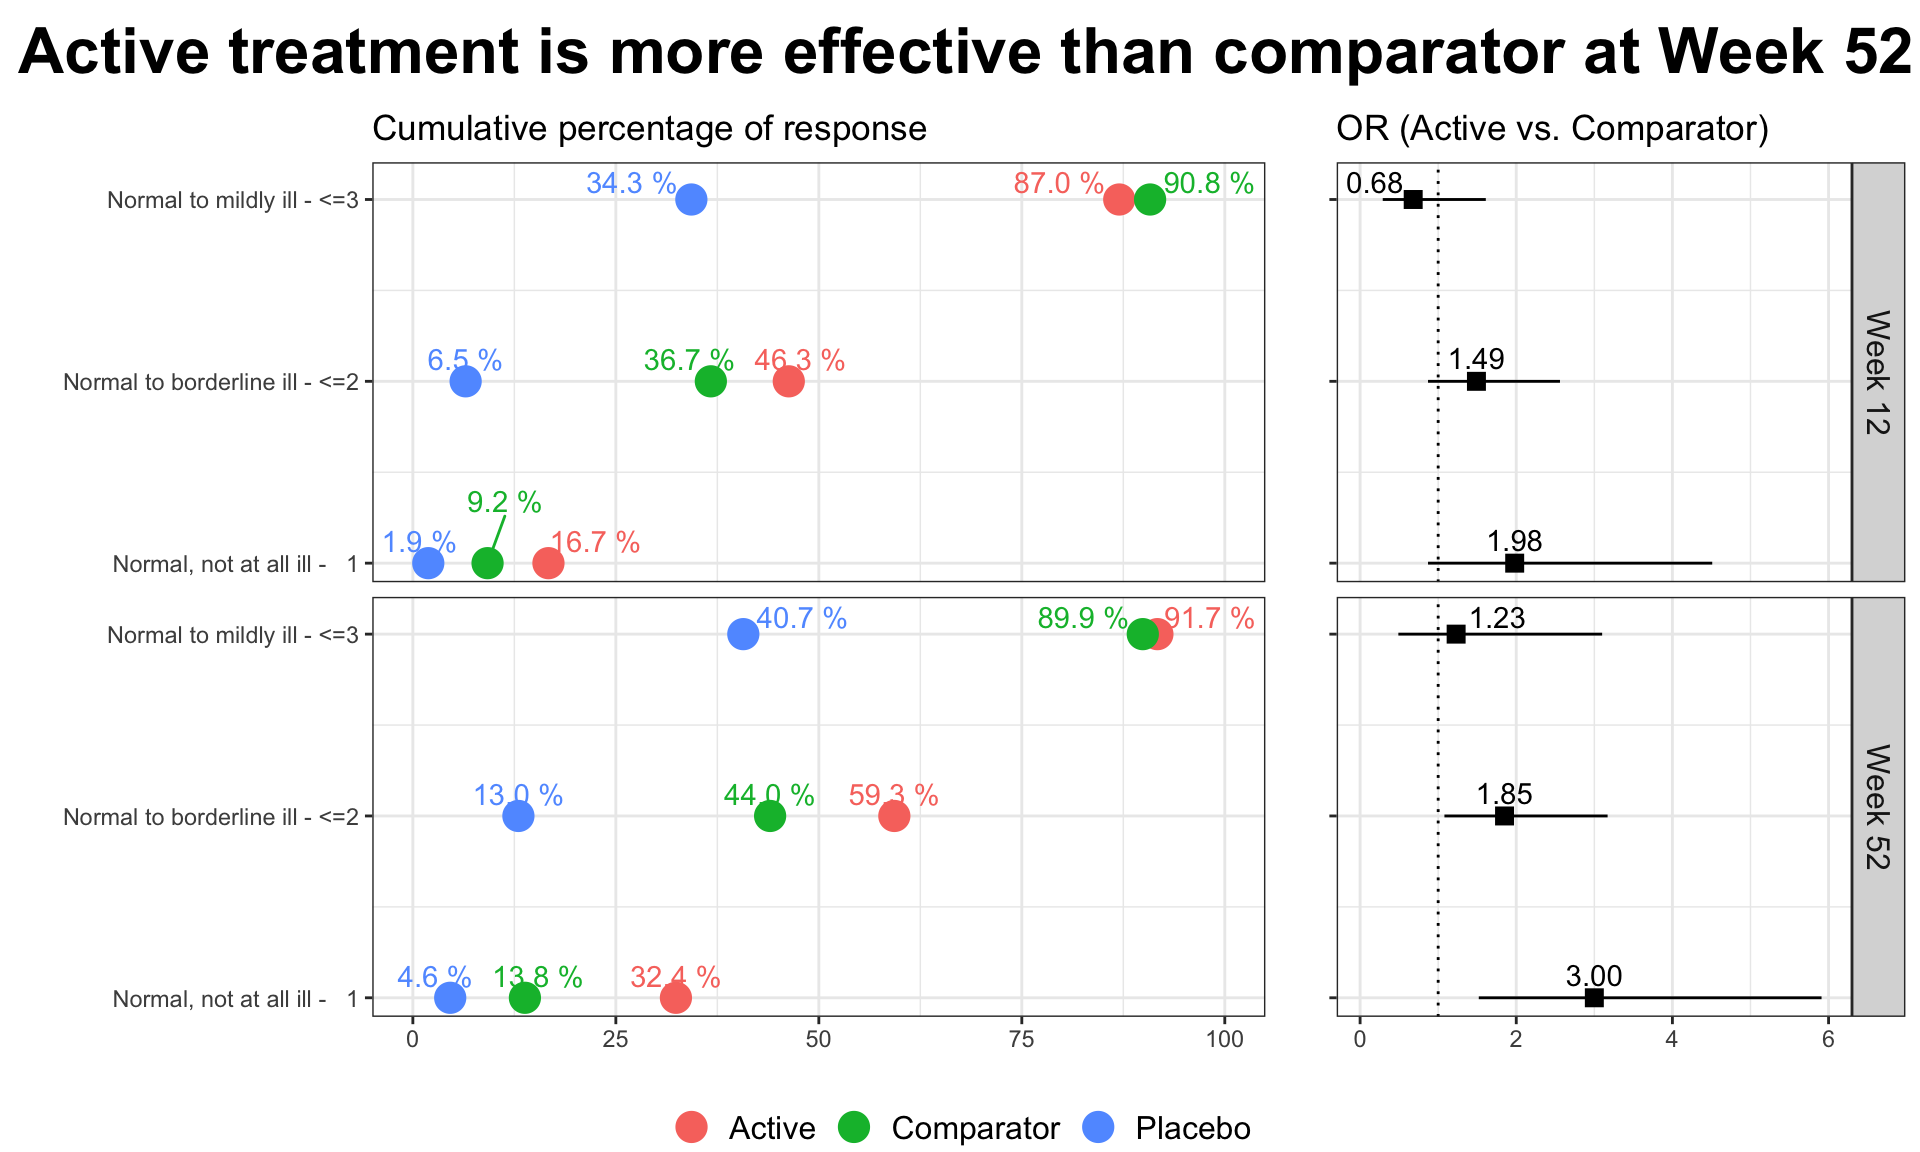 Active treatment is more effective than comparator at Week 52
Cumulative percentage of response
OR (Active vs. Comparator)
Normal to mildly ill - <=3
34.3 %
87.0 %
90.8 %
0.68
Normal to borderline ill - <=2
6.5 %
36.7 %
46.3 %
1.49
Normal, not at all ill -   1
1.9 %
9.2 %
16.7 %
1.98
Week 12
Normal to mildly ill - <=3
40.7 %
89.9 %
91.7 %
1.23
Normal to borderline ill - <=2
13.0 %
44.0 %
59.3 %
1.85
Normal, not at all ill -   1
4.6 %
13.8 %
32.4 %
3.00
Week 52
0 25 50 75 100
0 2 4 6
Active Comparator Placebo